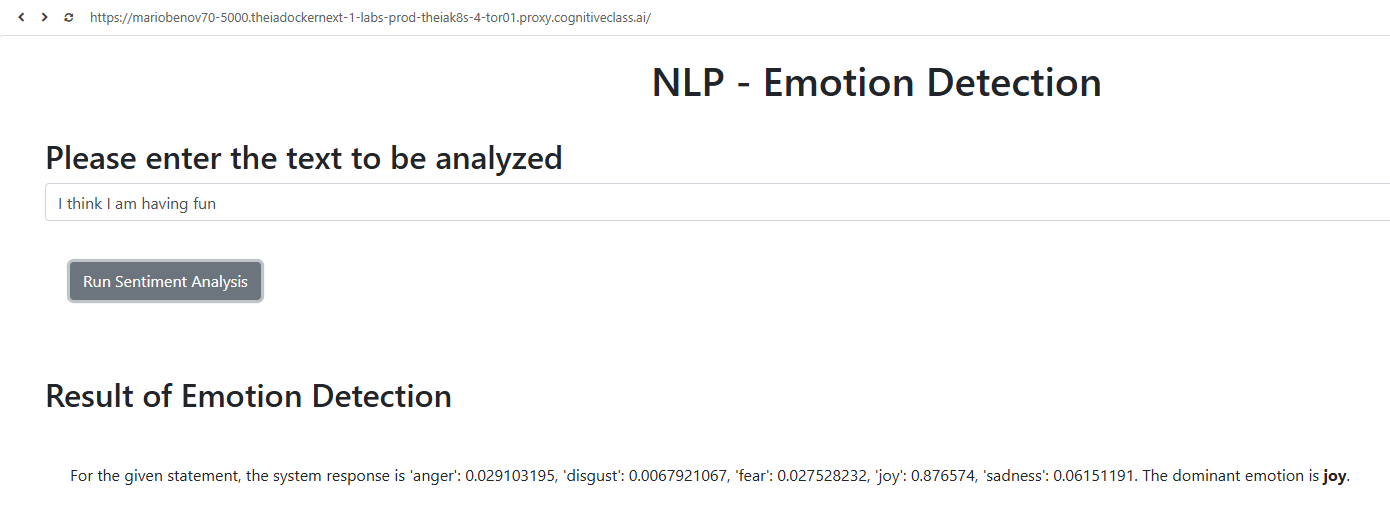 https://mariobenov70-5000.theiadockernext-1-labs-prod-theiak8s-4-tor01.proxy.cognitiveclass.ai/
NLP - Emotion Detection
Please enter the text to be analyzed
I think I am having fun
Run Sentiment Analysis
Result of Emotion Detection
For the given statement, the system response is 'anger': 0.029103195, 'disgust': 0.0067921067, 'fear': 0.027528232, 'joy': 0.876574, 'sadness': 0.06151191. The dominant emotion is joy.